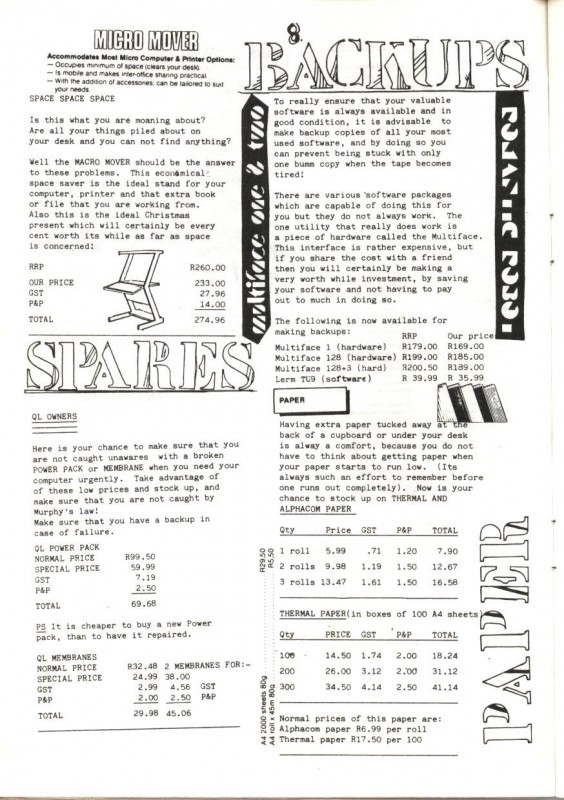 8
MICRO MOVER
Accommodates Most Micro Computer & Printer Options:
— Occupies minimum of space (clears your desk).
— Is mobile and makes inter-office sharing practical.
— With the addition of accessories; can be tailored to suit
your needs.
SPACE SPACE SPACE
Is this what you are moaning about?
Are all your things piled about on
your desk and you can not find anything?
Well the MACRO MOVER should be the answer
to these problems. This economical
space saver is the ideal stand for your
computer, printer and that extra book
or file that you are working from.
Also this is the ideal Christmas
present which will certainly be every
cent worth its while as far as space
is concerned!
RRP R260.00
OUR PRICE 233.00
GST 27.96
P&P 14.00
TOTAL 274.96
SPARES
QL OWNERS
Here is your chance to make sure that you
are not caught unawares with a broken
POWER PACK or MEMBRANE when you need your
computer urgently. Take advantage of
of these low prices and stock up, and
make sure that you are not caught by
Murphy's law!
Make sure that you have a backup in
case of failure.
QL POWER PACK
NORMAL PRICE R99.50
SPECIAL PRICE 59.99
GST 7.19
P&P 2.50
TOTAL 69.68
PS It is cheaper to buy a new Power
pack, than to have it repaired.
QL MEMBRANES
NORMAL PRICE R32.48 2 MEMBRANES FOR:-
SPECIAL PRICE 24.99 38.00
GST 2.99 4.56 GST
P&P 2.00 2.50 P&P
TOTAL 29.98 45.06
BACKUPS
multiface one & two
ROMANTIC ROBOT
To really ensure that your valuable
software is always available and in
good condition, it is advisable to
make backup copies of all your most
used software, and by doing so you
can prevent being stuck with only
one bumm copy when the tape becomes
tired!
There are various software packages
which are capable of doing this for
you but they do not always work. The
one utility that really does work is
a piece of hardware called the Multiface.
This interface is rather expensive, but
if you share the cost with a friend
then you will certainly be making a
very worth while investment, by saving
your software and not having to pay
out to much in doing so.
The following is now available for
making backups:
RRP Our price
Multiface 1 (hardware) R179.00 R169.00
Multiface 128 (hardware) R199.00 R185.00
Multiface 128+3 (hard) R200.50 R189.00
Lerm TU9 (software) R 39.99 R 35.99
PAPER
Having extra paper tucked away at the
back of a cupboard or under your desk
is alway a comfort, because you do not
have to think about getting paper when
your paper starts to run low. (Its
always such an effort to remember before
one runs out completely). Now is your
chance to stock up on THERMAL AND
ALPHACOM PAPER
Qty Price GST P&P TOTAL
1 roll 5.99 .71 1.20 7.90
2 rolls 9.98 1.19 1.50 12.67
3 rolls 13.47 1.61 1.50 16.58
THERMAL PAPER(in boxes of 100 A4 sheets)
Qty PRICE GST P&P TOTAL
100 14.50 1.74 2.00 18,24
200 26.00 3.12 2.00 31.12
300 34.50 4.14 2.50 41.14
Normal prices of this paper are:
Alphacom paper R6.99 per roll
Thermal paper R17.50 per 100
A4 2000 sheets 80g R29.50
A4 roll x 45m 80g R5.50
PAPER